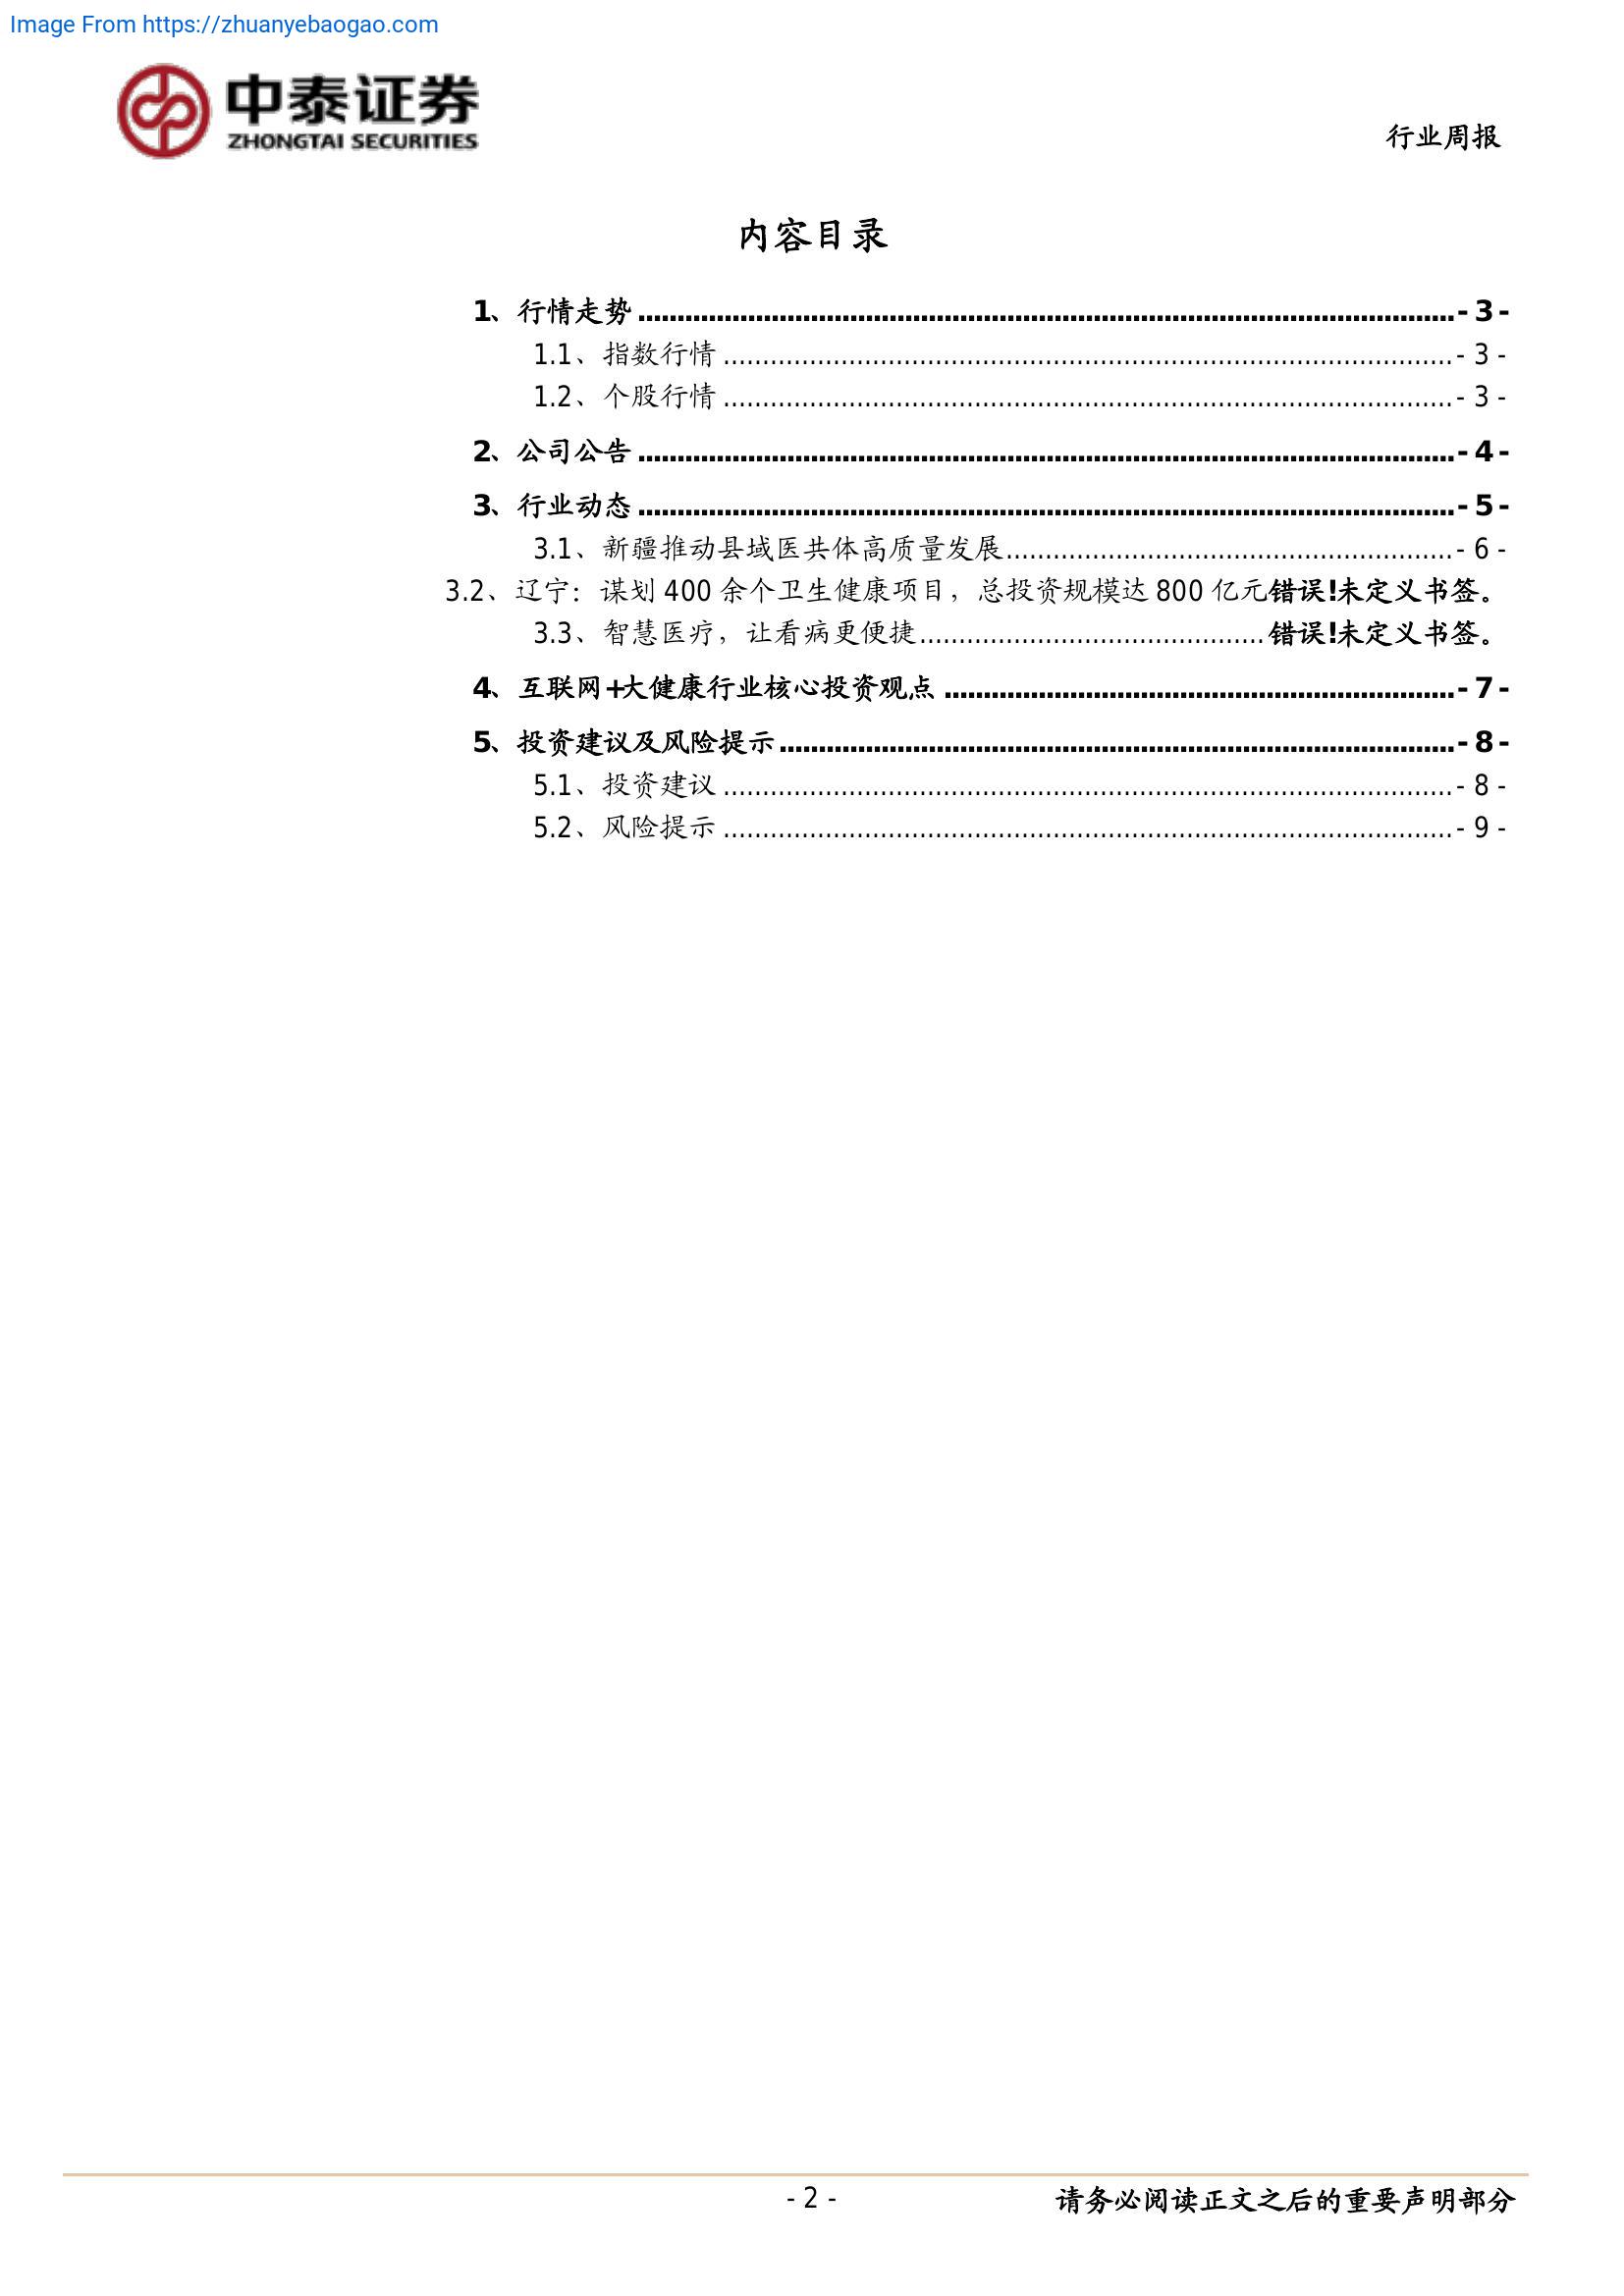 Image From https://zhuanyebaogao.com
中泰证券
ZHONGTAI SECURITIES
行业周报
内容目录
1、行情走势 ........................................................................................................ - 3 -
1.1、指数行情 ............................................................................................. - 3 -
1.2、个股行情 ............................................................................................. - 3 -
2、公司公告 ........................................................................................................ - 4 -
3、行业动态 ........................................................................................................ - 5 -
3.1、新疆推动县域医共体高质量发展......................................................... - 6 -
3.2、辽宁：谋划 400 余个卫生健康项目，总投资规模达 800 亿元错误!未定义书签。
3.3、智慧医疗，让看病更便捷............................................ 错误!未定义书签。
4、互联网+大健康行业核心投资观点 ................................................................. - 7 -
5、投资建议及风险提示 ...................................................................................... - 8 -
5.1、投资建议 ............................................................................................. - 8 -
5.2、风险提示 ............................................................................................. - 9 -
- 2 -
请务必阅读正文之后的重要声明部分